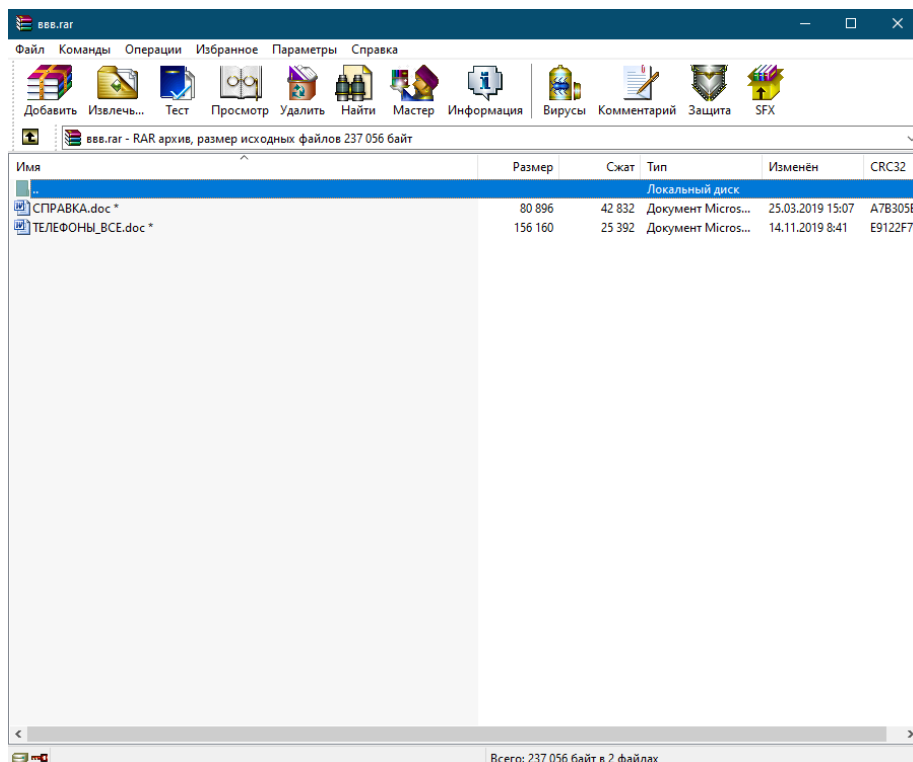 ввв.rar
Файл Команды Операции Избранное Параметры Справка
Добавить Извлечь... Тест Просмотр Удалить Найти Мастер Информация Вирусы Комментарий Защита SFX
ввв.rar - RAR архив, размер исходных файлов 237 056 байт
Имя Размер Сжат Тип Изменён CRC32
.. Локальный диск
СПРАВКА.doc * 80 896 42 832 Документ Micros... 25.03.2019 15:07 A7B305E
ТЕЛЕФОНЫ_ВСЕ.doc * 156 160 25 392 Документ Micros... 14.11.2019 8:41 E9122F7
Всего: 237 056 байт в 2 файлах